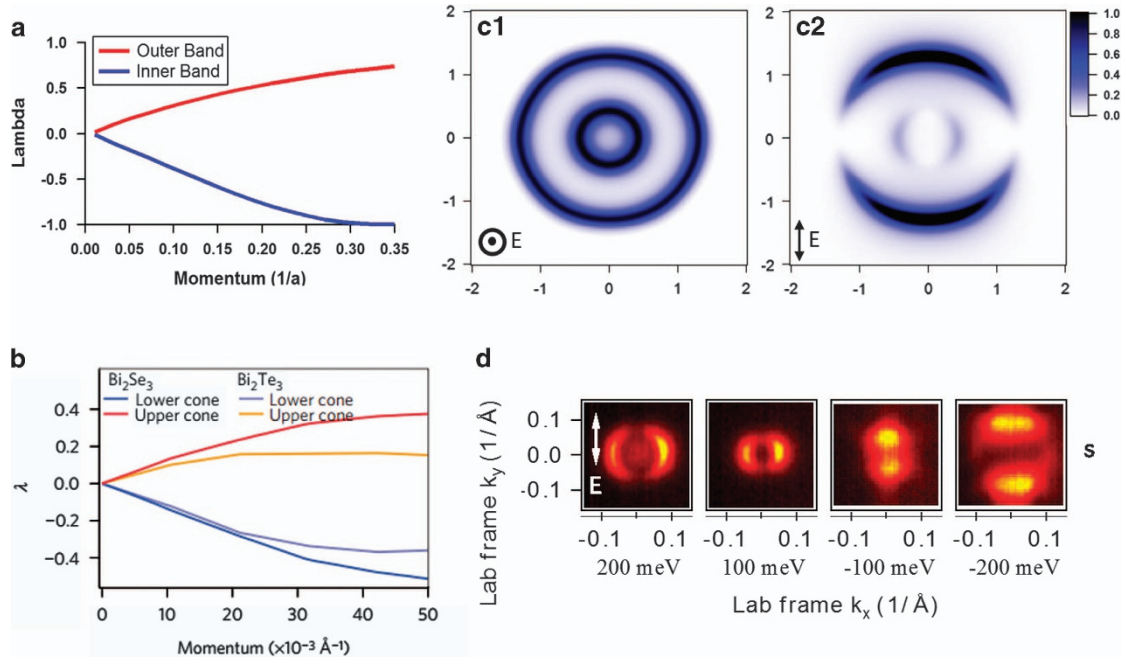 a
1.0
0.5
0.0
-0.5
-1.0
Lambda
Outer Band
Inner Band
0.00 0.05 0.10 0.15 0.20 0.25 0.30 0.35
Momentum (1/a)
c1
2
1
0
-1
-2
E
-2 -1 0 1 2
c2
2
1
0
-1
-2
E
-2 -1 0 1 2
1.0
0.8
0.6
0.4
0.2
0.0
b
Bi₂Se₃ Bi₂Te₃
Lower cone Lower cone
Upper cone Upper cone
0.4
0.2
0.0
−0.2
−0.4
λ
0 10 20 30 40 50
Momentum (×10⁻³ Å⁻¹)
d
Lab frame k_y (1/Å)
0.1
0.0
-0.1
E
s
-0.1 0.1 -0.1 0.1 -0.1 0.1 -0.1 0.1
200 meV 100 meV -100 meV -200 meV
Lab frame k_x (1/Å)